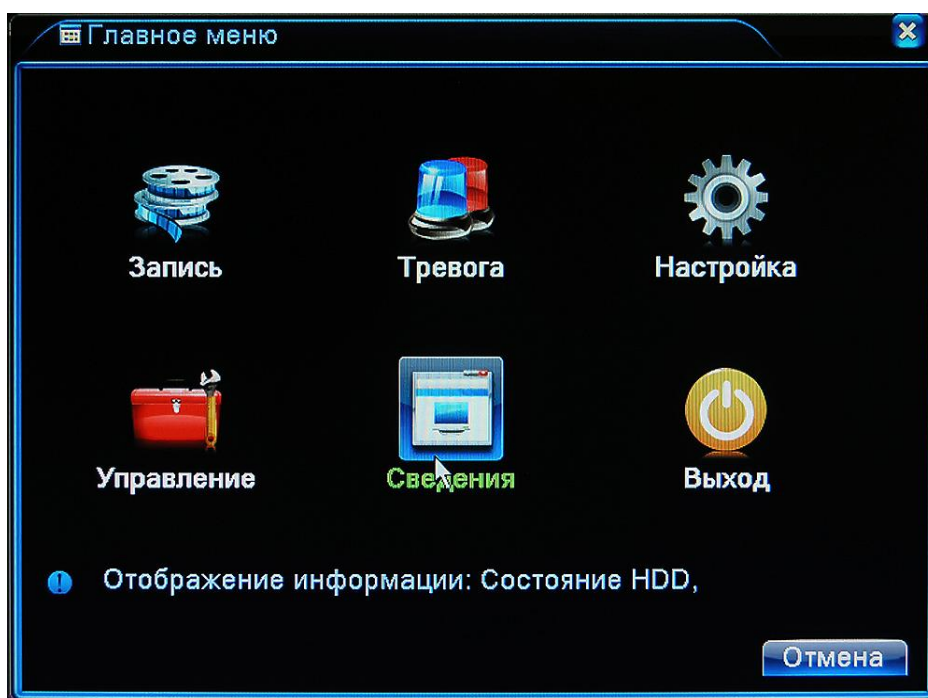 Главное меню
Запись
Тревога
Настройка
Управление
Сведения
Выход
Отображение информации: Состояние HDD,
Отмена